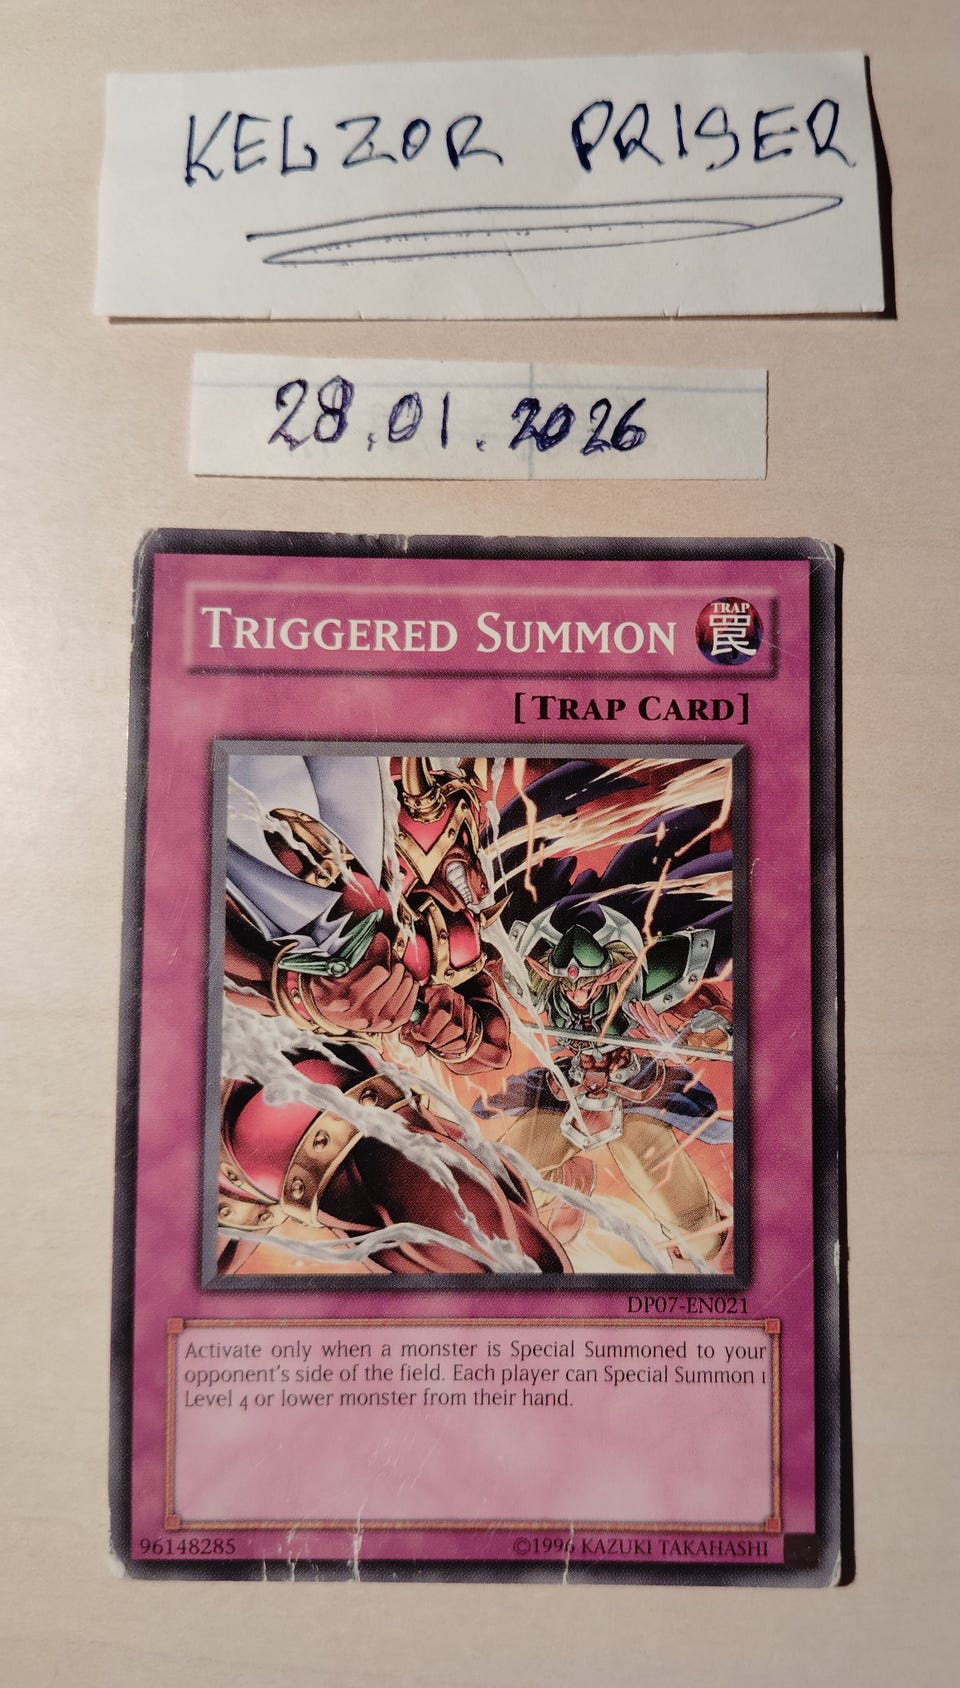 KELZOR PRISER
28.01.2026
TRIGGERED SUMMON
TRAP
罠
[TRAP CARD]
DP07-EN021
Activate only when a monster is Special Summoned to your
opponent's side of the field. Each player can Special Summon 1
Level 4 or lower monster from their hand.
96148285
©1996 KAZUKI TAKAHASHI